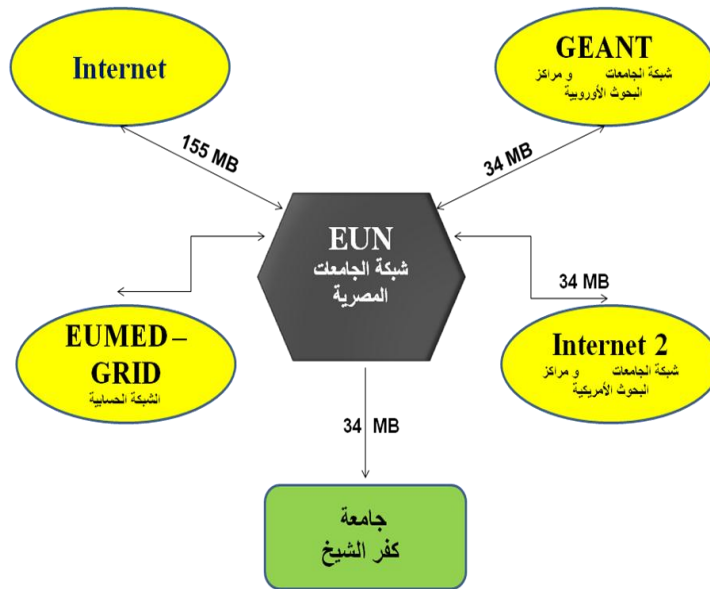 Internet
GEANT
شبكة الجامعات و مراكز
البحوث الأوروبية
155 MB
34 MB
EUN
شبكة الجامعات
المصرية
34 MB
EUMED –
GRID
الشبكة الحسابية
Internet 2
شبكة الجامعات و مراكز
البحوث الأمريكية
34 MB
جامعة
كفر الشيخ